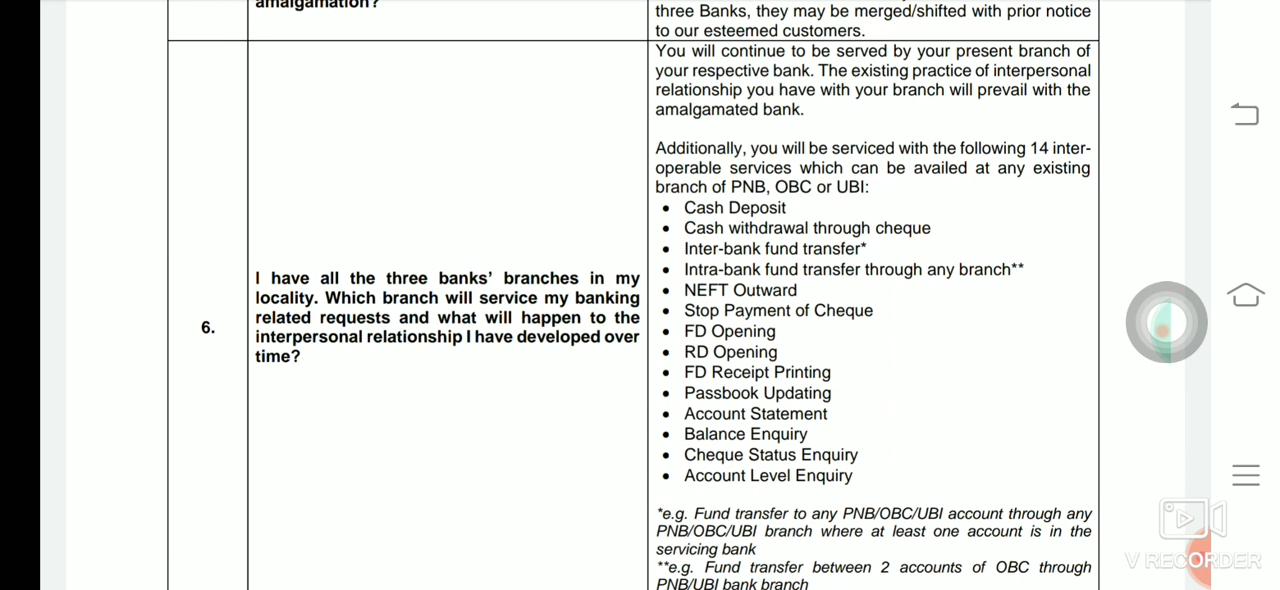 amalgamation?
three Banks, they may be merged/shifted with prior notice
to our esteemed customers.
6.
I have all the three banks' branches in my
locality. Which branch will service my banking
related requests and what will happen to the
interpersonal relationship I have developed over
time?
You will continue to be served by your present branch of
your respective bank. The existing practice of interpersonal
relationship you have with your branch will prevail with the
amalgamated bank.
Additionally, you will be serviced with the following 14 inter-
operable services which can be availed at any existing
branch of PNB, OBC or UBI:
• Cash Deposit
• Cash withdrawal through cheque
• Inter-bank fund transfer*
• Intra-bank fund transfer through any branch**
• NEFT Outward
• Stop Payment of Cheque
• FD Opening
• RD Opening
• FD Receipt Printing
• Passbook Updating
• Account Statement
• Balance Enquiry
• Cheque Status Enquiry
• Account Level Enquiry
*e.g. Fund transfer to any PNB/OBC/UBI account through any
PNB/OBC/UBI branch where at least one account is in the
servicing bank
**e.g. Fund transfer between 2 accounts of OBC through
PNB/UBI bank branch
V RECORDER